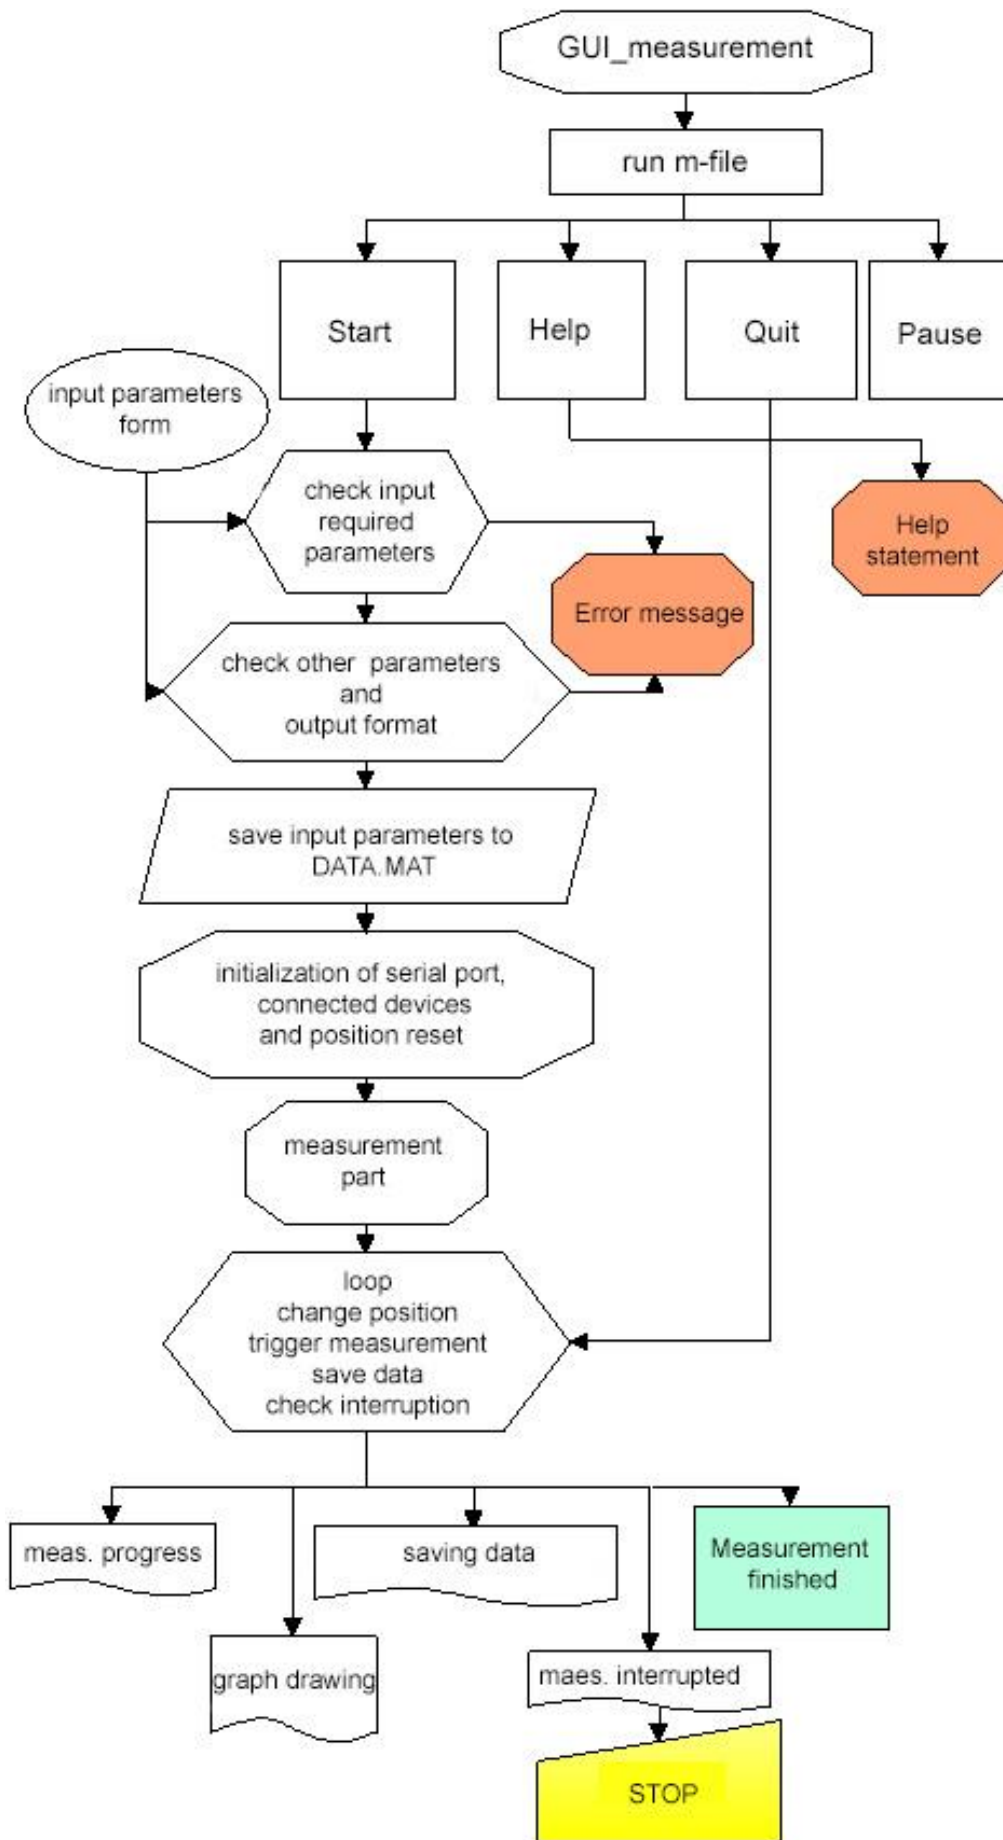 GUI_measurement
run m-file
Start
Help
Quit
Pause
input parameters
form
check input
required
parameters
Help
statement
Error message
check other parameters
and
output format
save input parameters to
DATA.MAT
initialization of serial port,
connected devices
and position reset
measurement
part
loop
change position
trigger measurement
save data
check interruption
meas. progress
saving data
Measurement
finished
graph drawing
maes. interrupted
STOP